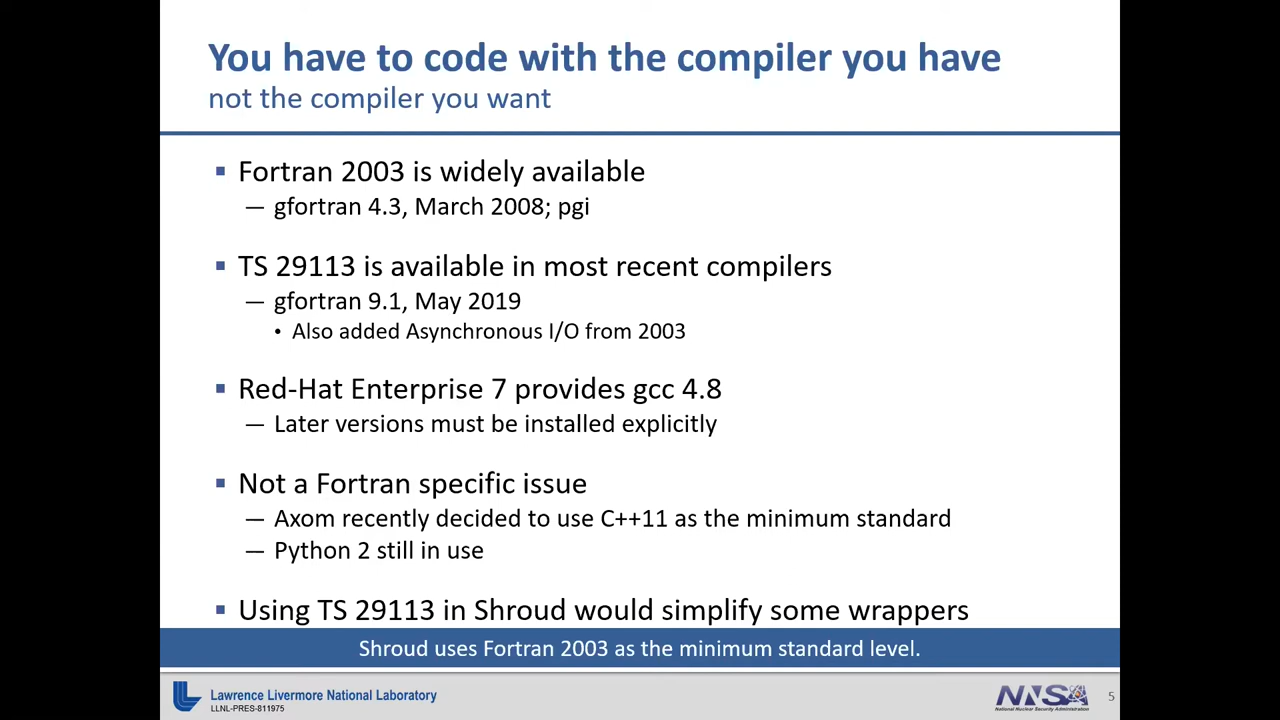 You have to code with the compiler you have
not the compiler you want
▪ Fortran 2003 is widely available
— gfortran 4.3, March 2008; pgi
▪ TS 29113 is available in most recent compilers
— gfortran 9.1, May 2019
• Also added Asynchronous I/O from 2003
▪ Red-Hat Enterprise 7 provides gcc 4.8
— Later versions must be installed explicitly
▪ Not a Fortran specific issue
— Axom recently decided to use C++11 as the minimum standard
— Python 2 still in use
▪ Using TS 29113 in Shroud would simplify some wrappers
Shroud uses Fortran 2003 as the minimum standard level.
Lawrence Livermore National Laboratory
LLNL-PRES-811975
NNSA
National Nuclear Security Administration
5